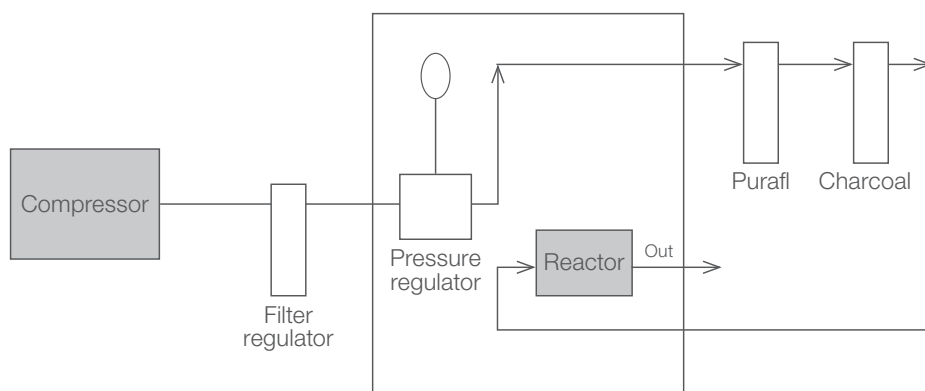 Compressor
Filter
regulator
Pressure
regulator
Reactor
Out
Purafl
Charcoal